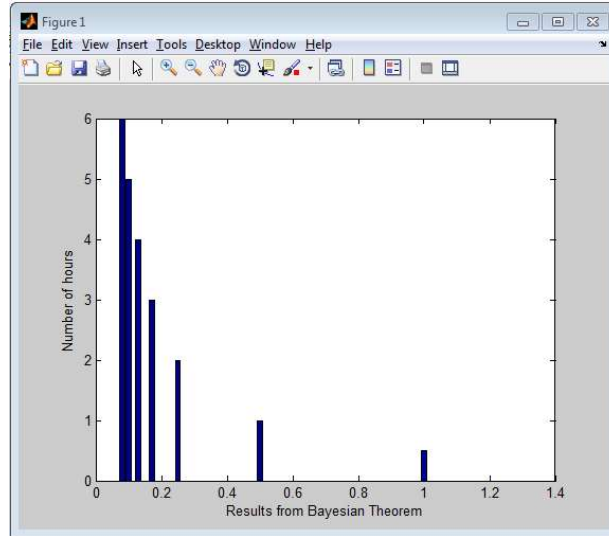 Figure 1
File Edit View Insert Tools Desktop Window Help
6
5
4
3
2
1
0
Number of hours
0 0.2 0.4 0.6 0.8 1 1.2 1.4
Results from Bayesian Theorem